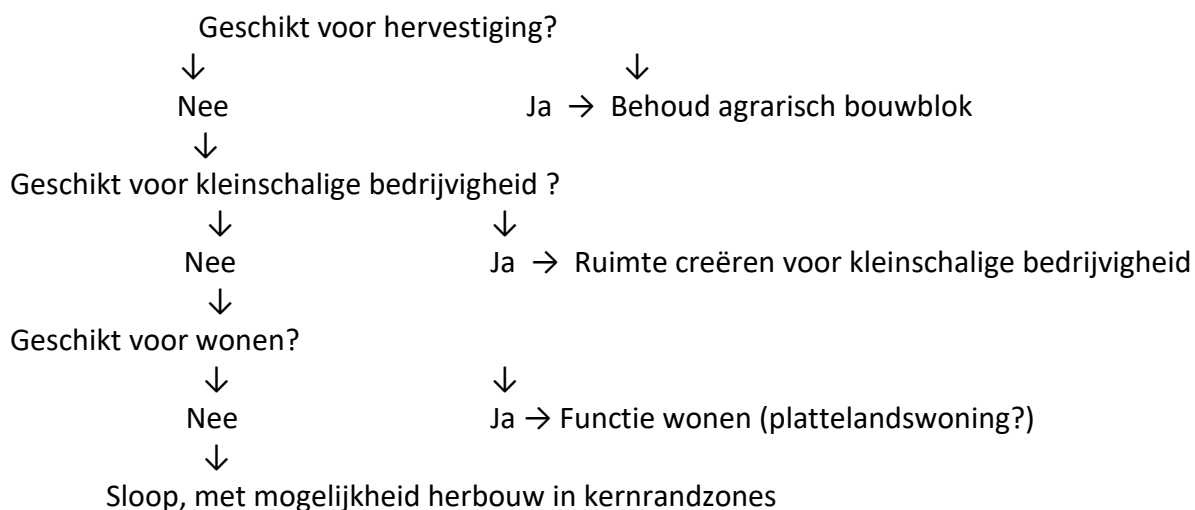 Geschikt voor hervestiging?
↓ ↓
Nee Ja → Behoud agrarisch bouwblok
↓
Geschikt voor kleinschalige bedrijvigheid ?
↓ ↓
Nee Ja → Ruimte creëren voor kleinschalige bedrijvigheid
↓
Geschikt voor wonen?
↓ ↓
Nee Ja → Functie wonen (plattelandswoning?)
↓
Sloop, met mogelijkheid herbouw in kernrandzones